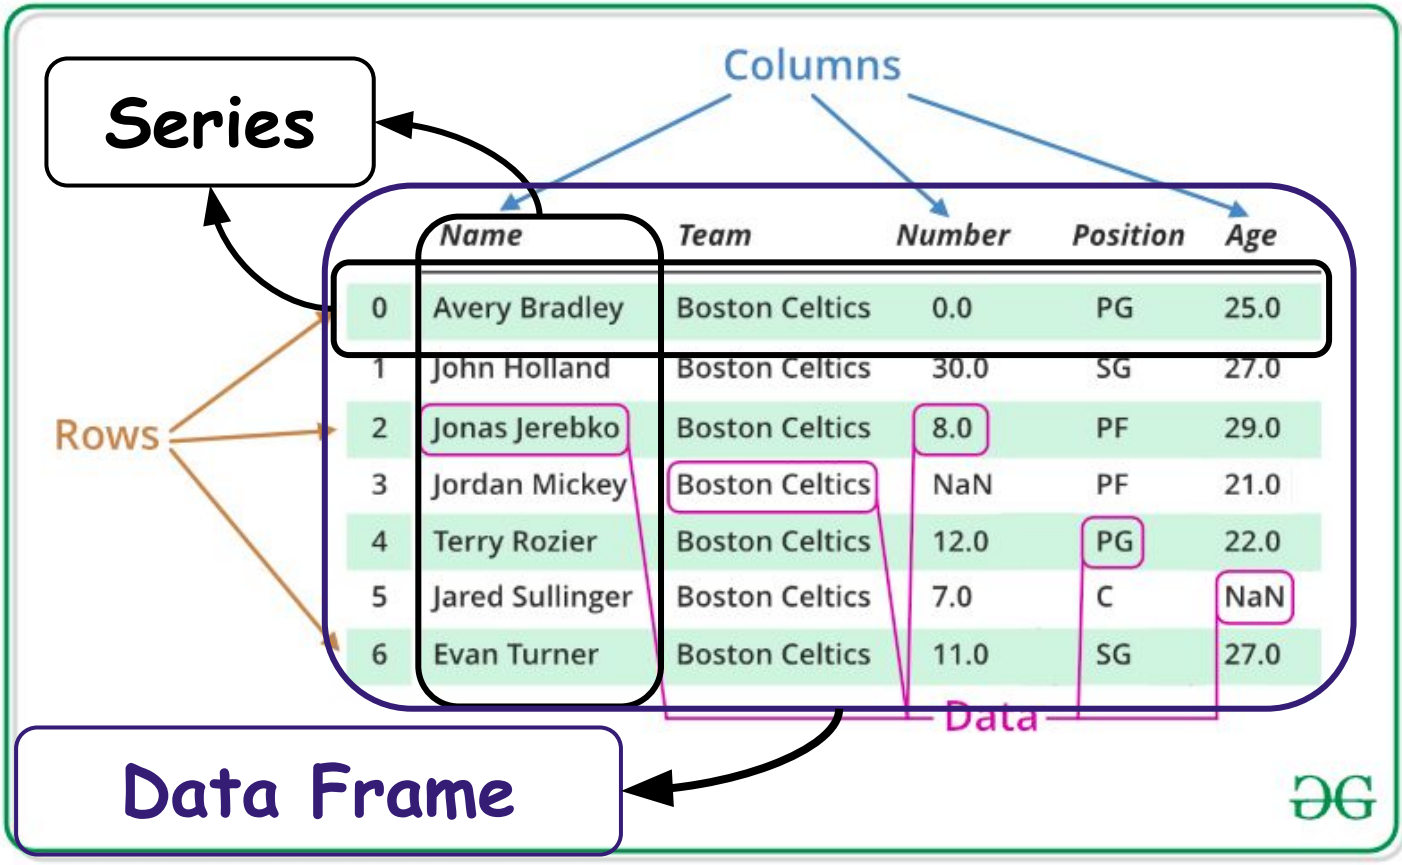 Columns
Series
Name Team Number Position Age
0 Avery Bradley Boston Celtics 0.0 PG 25.0
1 John Holland Boston Celtics 30.0 SG 27.0
Rows
2 Jonas Jerebko Boston Celtics 8.0 PF 29.0
3 Jordan Mickey Boston Celtics NaN PF 21.0
4 Terry Rozier Boston Celtics 12.0 PG 22.0
5 Jared Sullinger Boston Celtics 7.0 C NaN
6 Evan Turner Boston Celtics 11.0 SG 27.0
Data
Data Frame